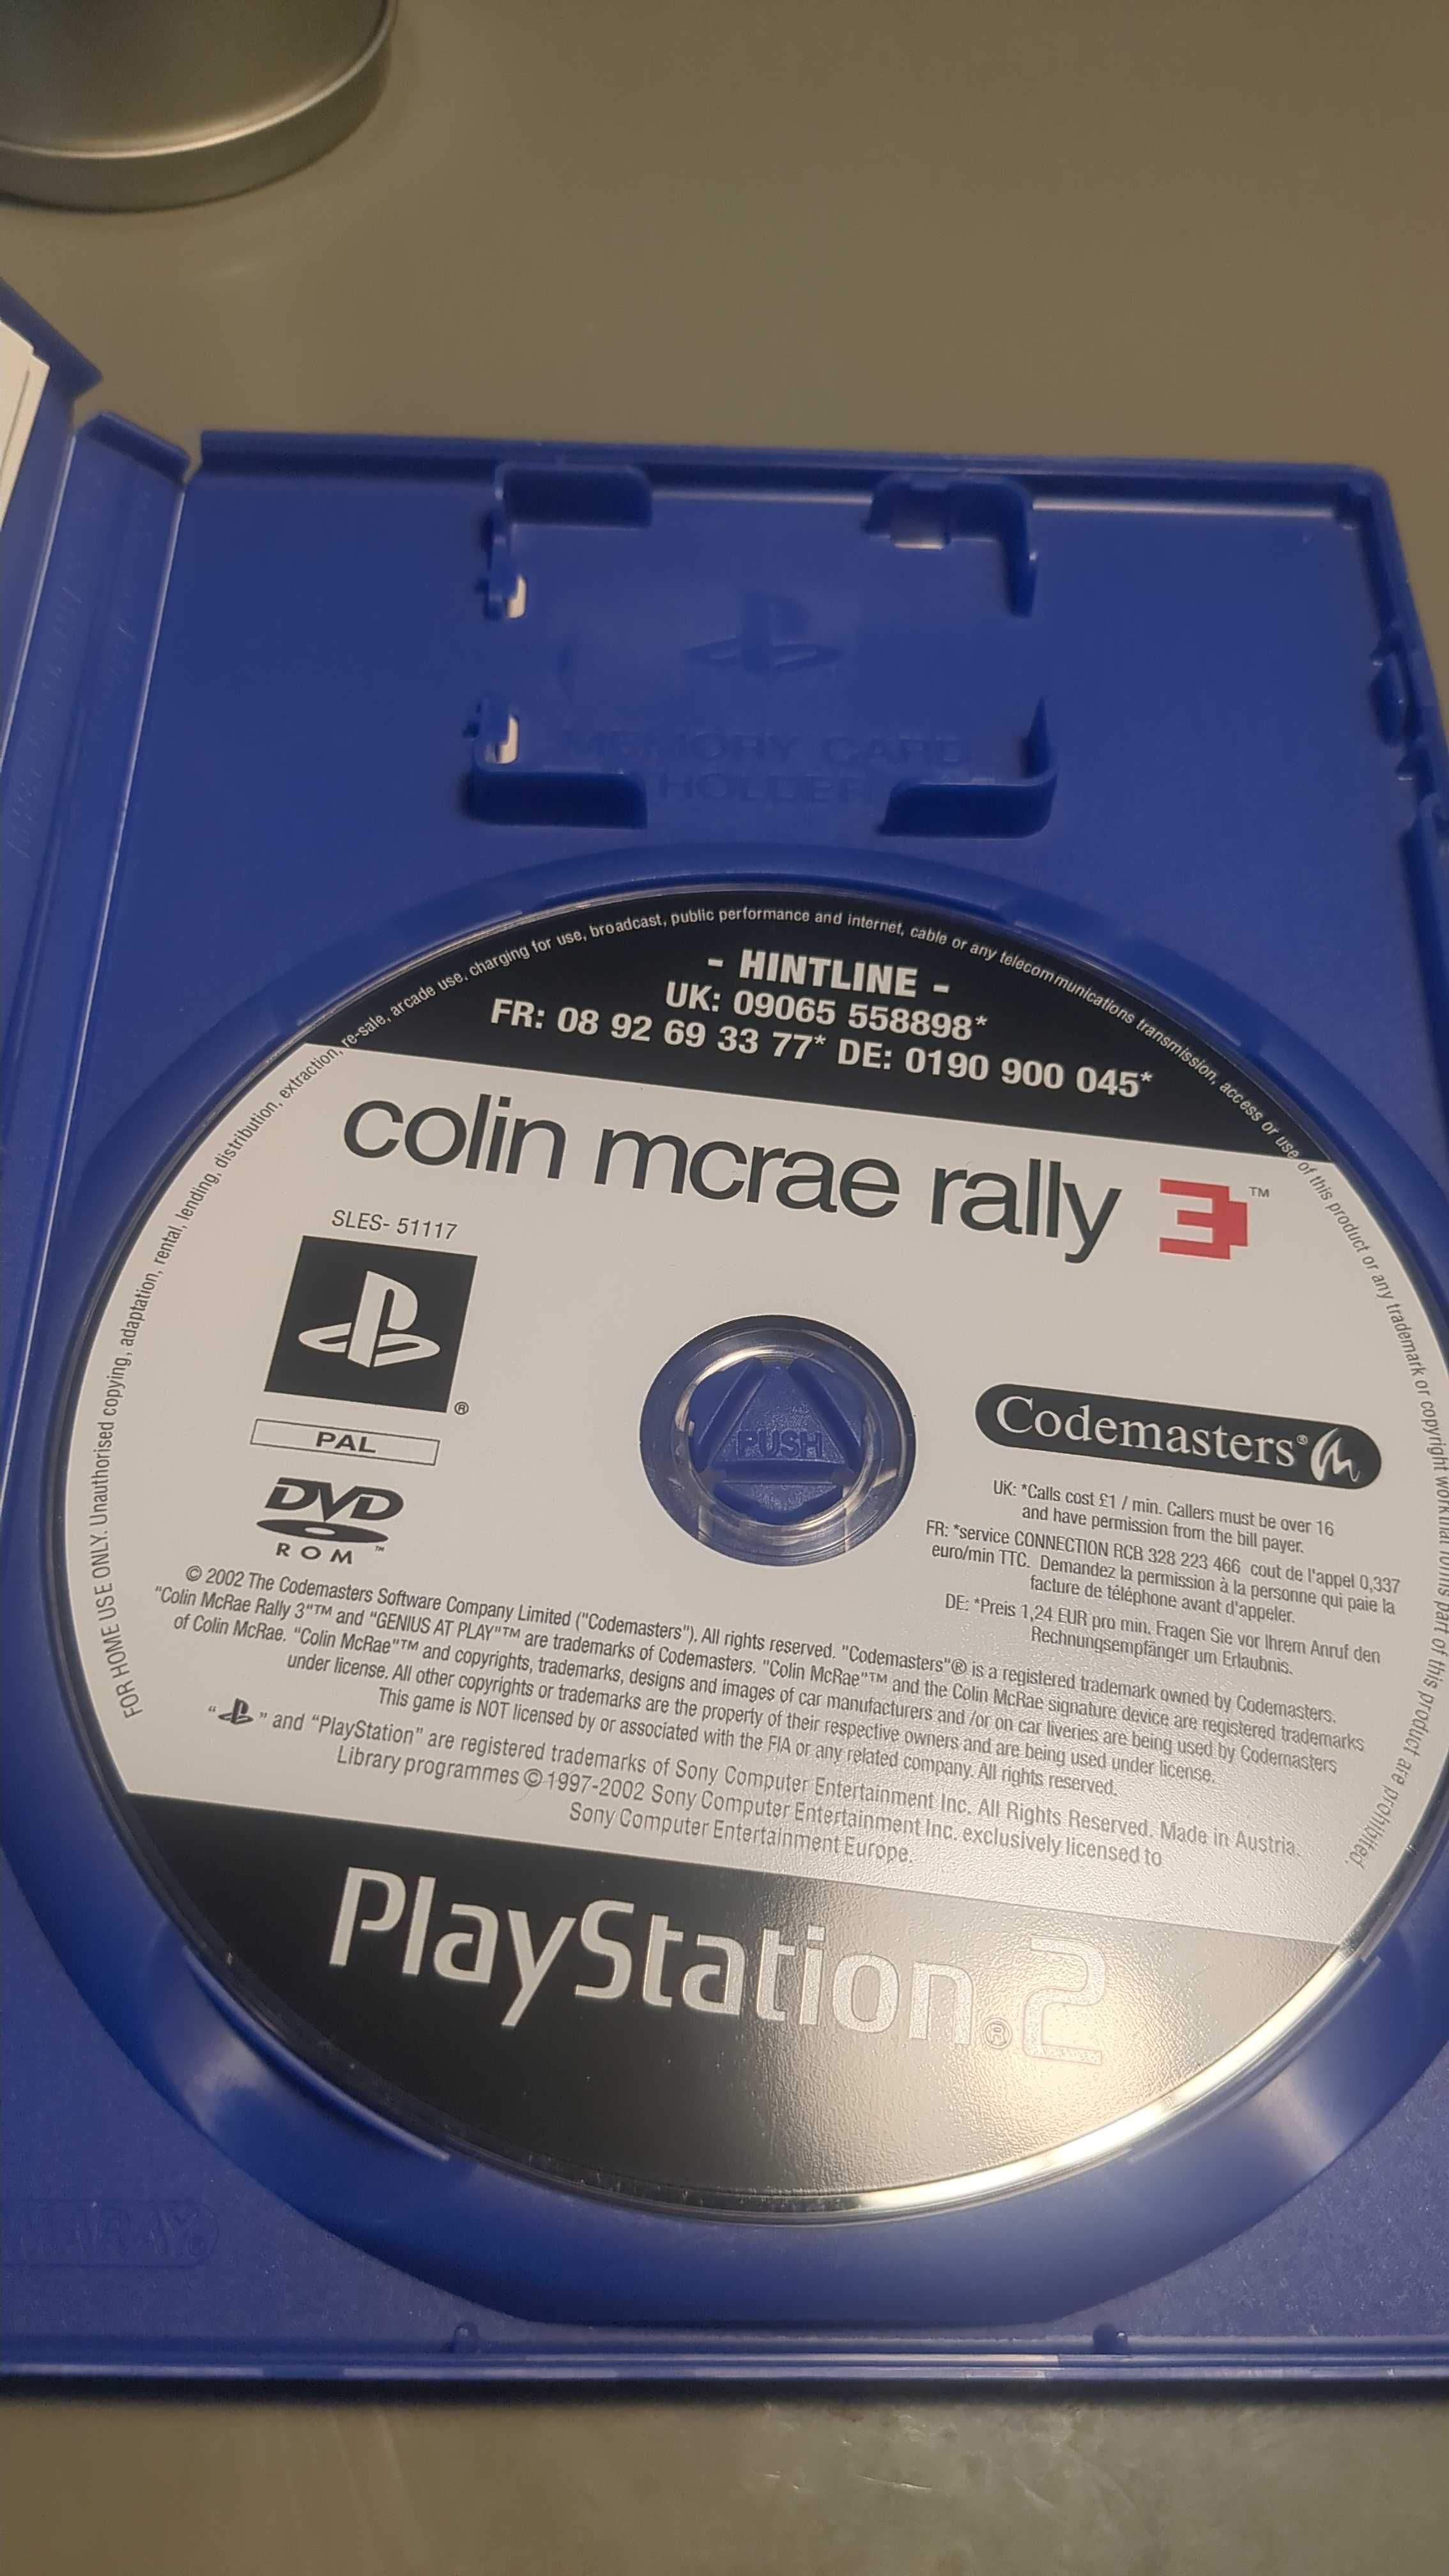 MEMORY CARD
HOLDER
FOR HOME USE ONLY. Unauthorised copying, adaptation, rental, lending, distribution, extraction, re-sale, arcade use, charging for use, broadcast, public performance and internet, cable or any telecommunications transmission, access or use of this product or any trademark or copyright work that forms part of this product are prohibited.
- HINTLINE -
UK: 09065 558898*
FR: 08 92 69 33 77* DE: 0190 900 045*
colin mcrae rally 3™
SLES- 51117
®
PAL
DVD
ROM™
PUSH
Codemasters®
UK: *Calls cost £1 / min. Callers must be over 16
and have permission from the bill payer.
FR: *service CONNECTION RCB 328 223 466 cout de l'appel 0,337
euro/min TTC. Demandez la permission à la personne qui paie la
facture de téléphone avant d'appeler.
DE: *Preis 1,24 EUR pro min. Fragen Sie vor Ihrem Anruf den
Rechnungsempfänger um Erlaubnis.
© 2002 The Codemasters Software Company Limited ("Codemasters"). All rights reserved. "Codemasters"® is a registered trademark owned by Codemasters.
"Colin McRae Rally 3"™ and "GENIUS AT PLAY"™ are trademarks of Codemasters. "Colin McRae"™ and the Colin McRae signature device are registered trademarks
of Colin McRae. "Colin McRae"™ and copyrights, trademarks, designs and images of car manufacturers and /or on car liveries are being used by Codemasters
under license. All other copyrights or trademarks are the property of their respective owners and are being used under license.
This game is NOT licensed by or associated with the FIA or any related company. All rights reserved.
" " and "PlayStation" are registered trademarks of Sony Computer Entertainment Inc. All Rights Reserved. Made in Austria.
Library programmes © 1997-2002 Sony Computer Entertainment Inc. exclusively licensed to
Sony Computer Entertainment Europe.
PlayStation®2